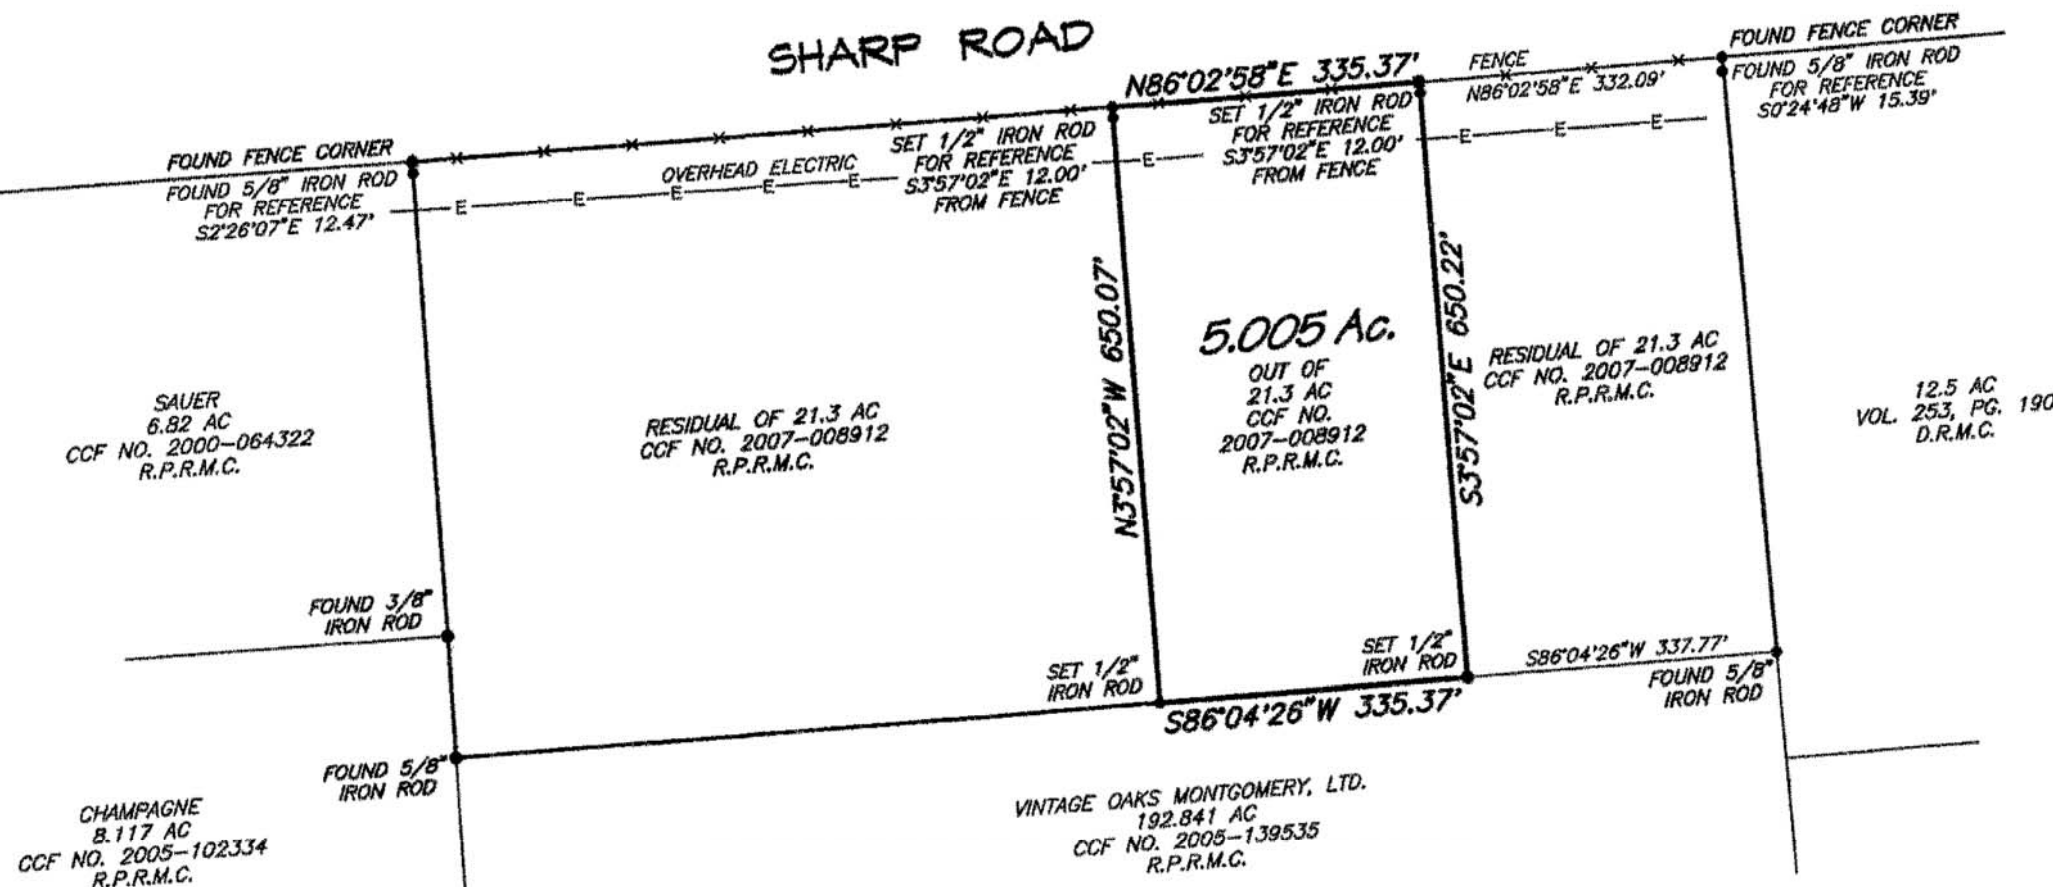 SHARP ROAD
FOUND FENCE CORNER
FOUND 5/8" IRON ROD
FOR REFERENCE
S2°26'07"E 12.47'
OVERHEAD ELECTRIC
E E E E E
SET 1/2" IRON ROD
FOR REFERENCE
S3°57'02"E 12.00'
FROM FENCE
N86°02'58"E 335.37'
SET 1/2" IRON ROD
FOR REFERENCE
S3°57'02"E 12.00'
FROM FENCE
E
FENCE
N86°02'58"E 332.09'
E E E
FOUND FENCE CORNER
FOUND 5/8" IRON ROD
FOR REFERENCE
S0°24'48"W 15.39'
SAUER
6.82 AC
CCF NO. 2000-064322
R.P.R.M.C.
RESIDUAL OF 21.3 AC
CCF NO. 2007-008912
R.P.R.M.C.
N3°57'02"W 650.07'
5.005 Ac.
OUT OF
21.3 AC
CCF NO.
2007-008912
R.P.R.M.C.
S3°57'02"E 650.22'
RESIDUAL OF 21.3 AC
CCF NO. 2007-008912
R.P.R.M.C.
12.5 AC
VOL. 253, PG. 190
D.R.M.C.
FOUND 3/8"
IRON ROD
SET 1/2"
IRON ROD
SET 1/2"
IRON ROD
S86°04'26"W 337.77'
FOUND 5/8"
IRON ROD
S86°04'26"W 335.37'
FOUND 5/8"
IRON ROD
CHAMPAGNE
8.117 AC
CCF NO. 2005-102334
R.P.R.M.C.
VINTAGE OAKS MONTGOMERY, LTD.
192.841 AC
CCF NO. 2005-139535
R.P.R.M.C.